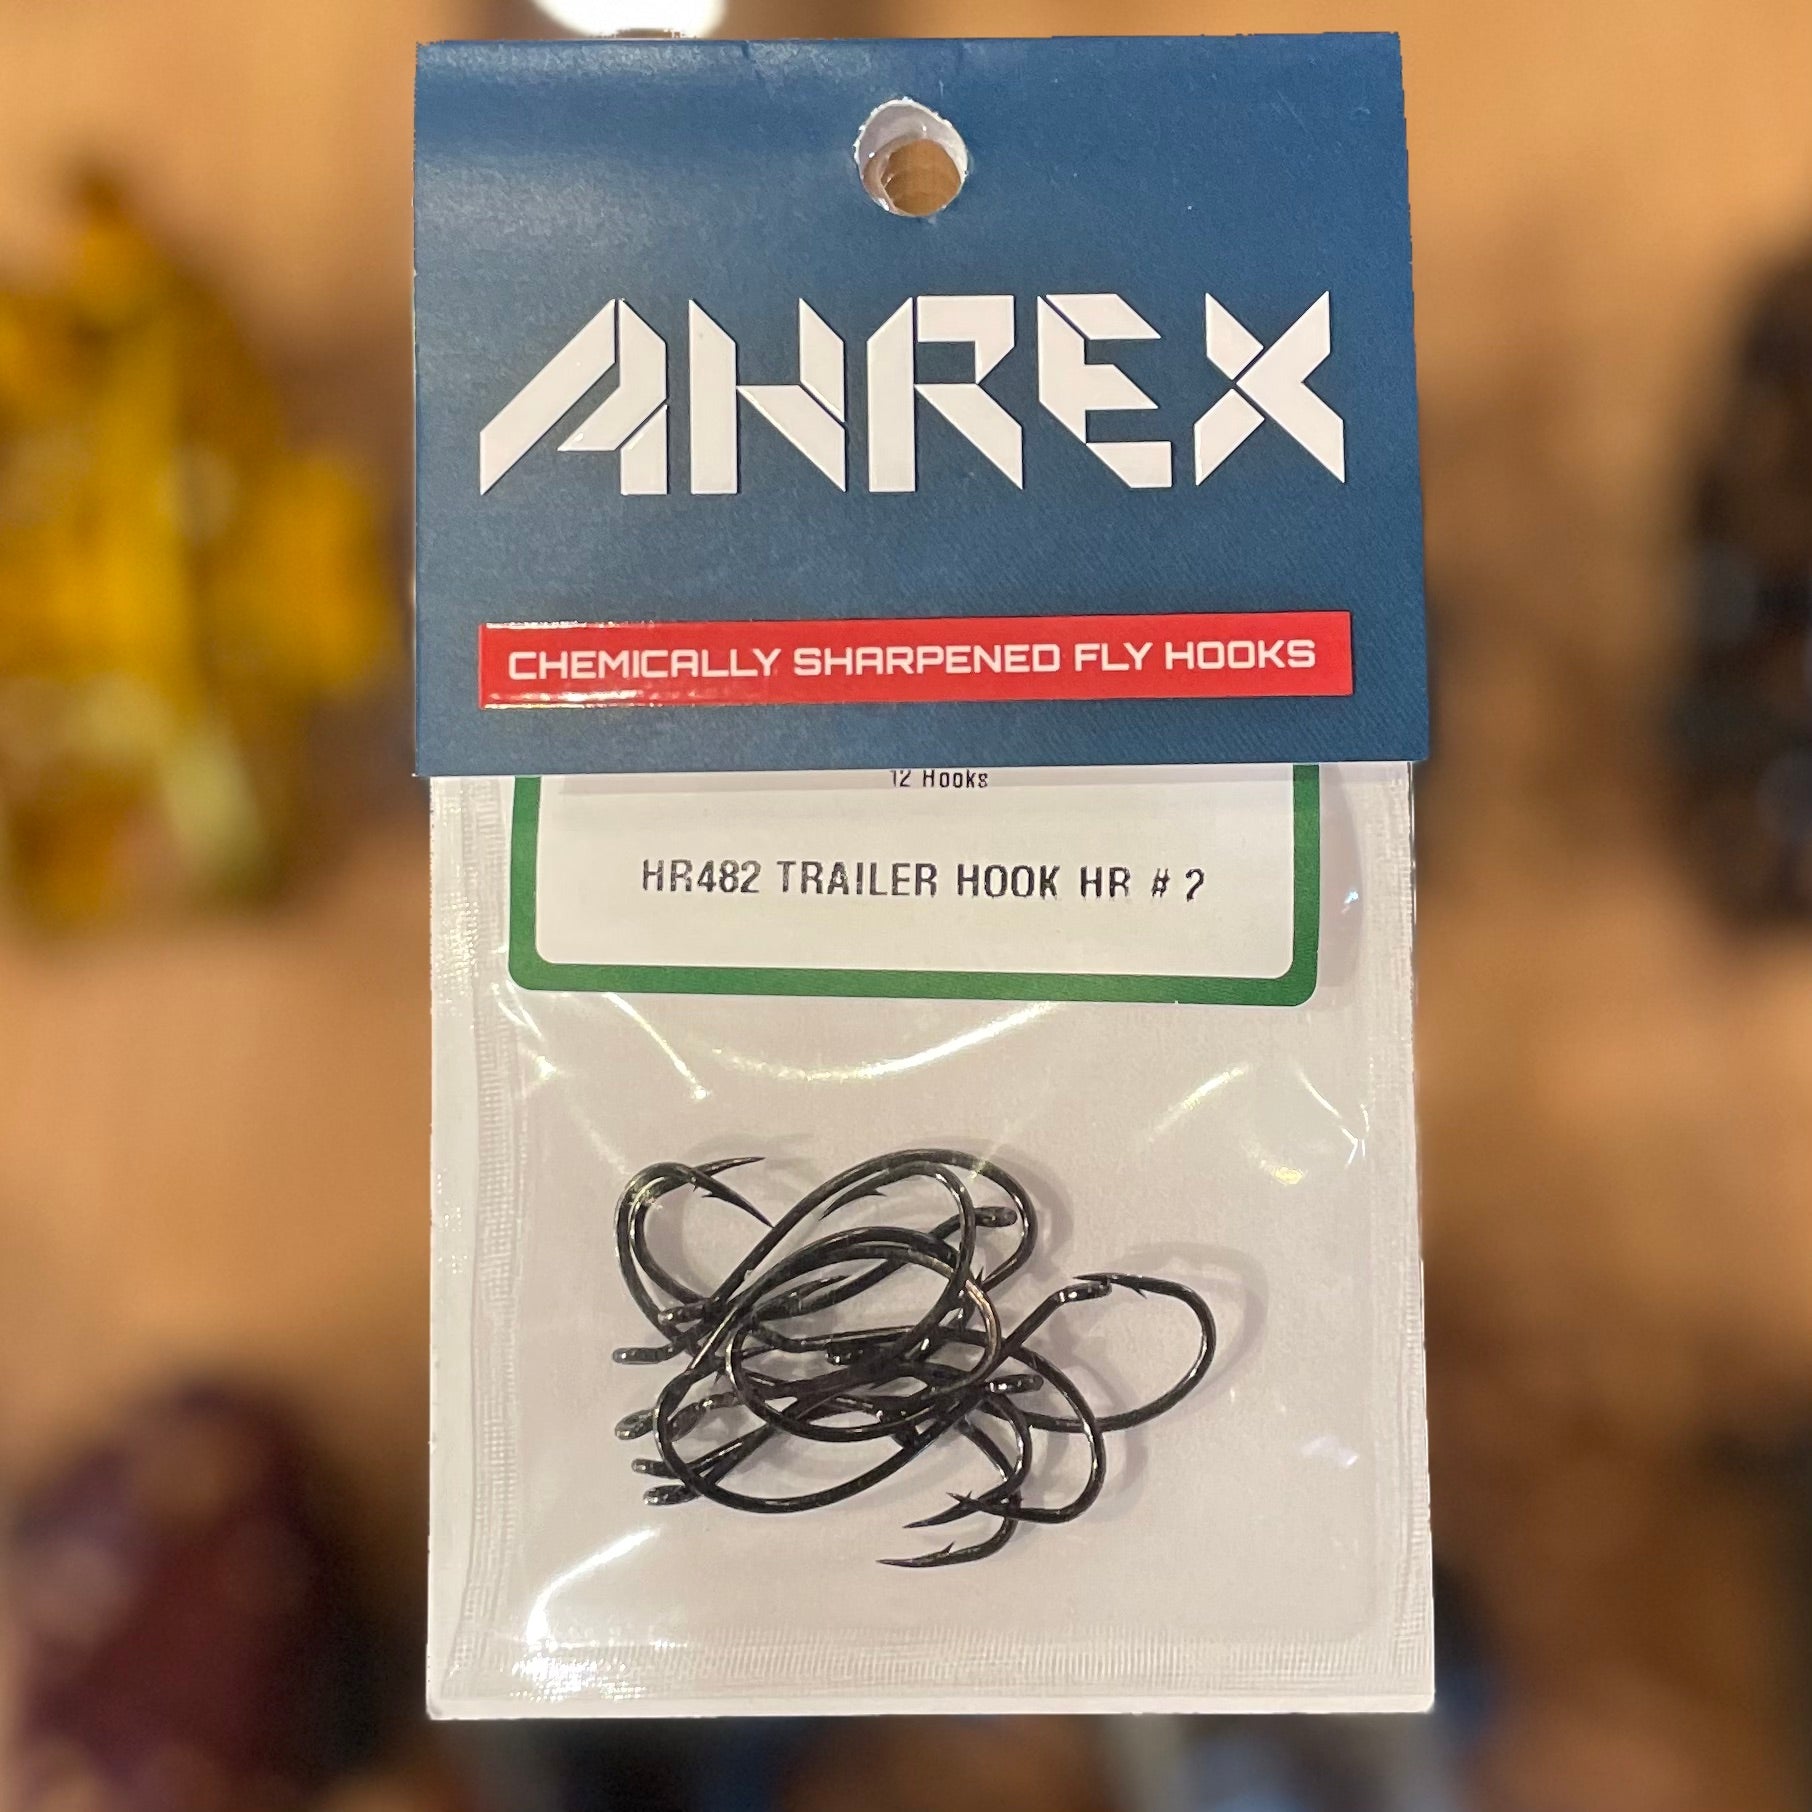 AHREX
CHEMICALLY SHARPENED FLY HOOKS
12 Hooks
HR482 TRAILER HOOK HR # 2